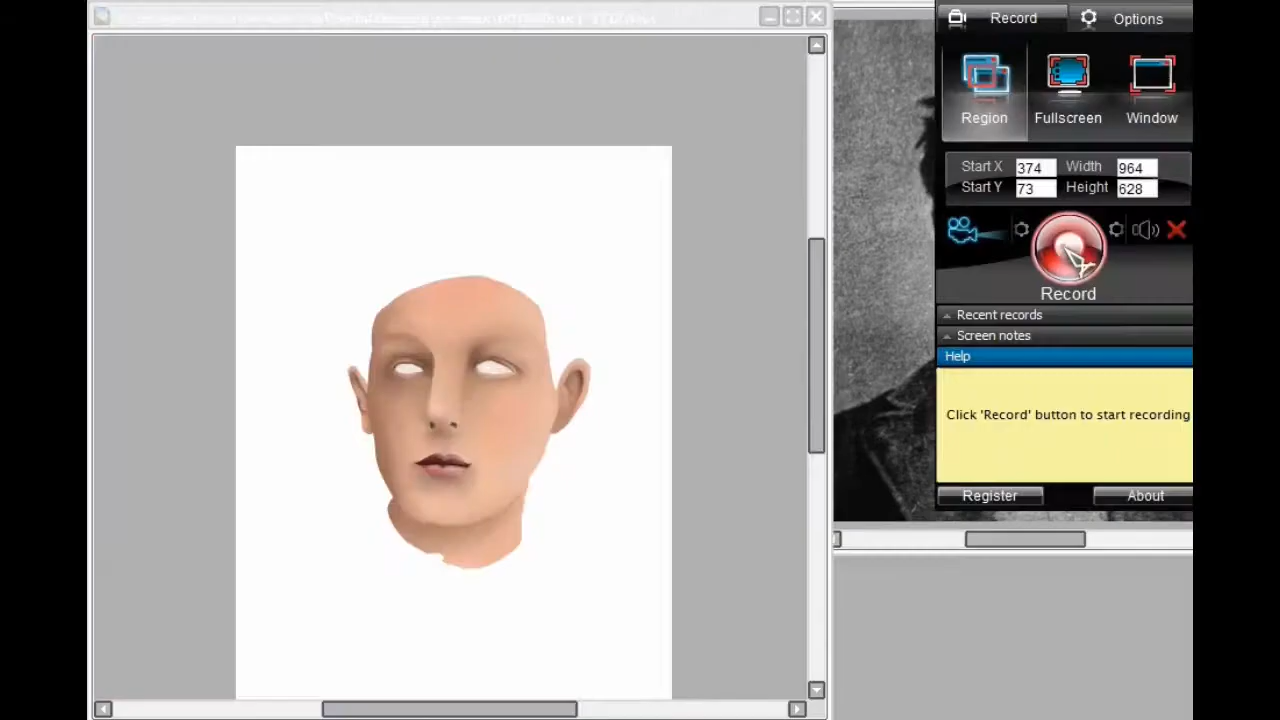 Record
Options
Region
Fullscreen
Window
Start X 374 Width 964
Start Y 73 Height 628
Record
Recent records
Screen notes
Help
Click 'Record' button to start recording
Register
About